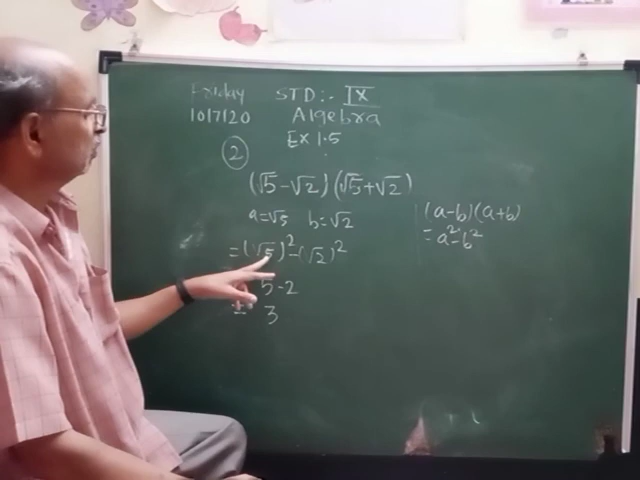 Friday STD:- IX
10/7/20 Algebra
Ex 1.5
2
(√5-√2) (√5+√2)
a=√5 b=√2
= (√5)²-(√2)²
5-2
= 3
(a-b) (a+b)
= a²-b²